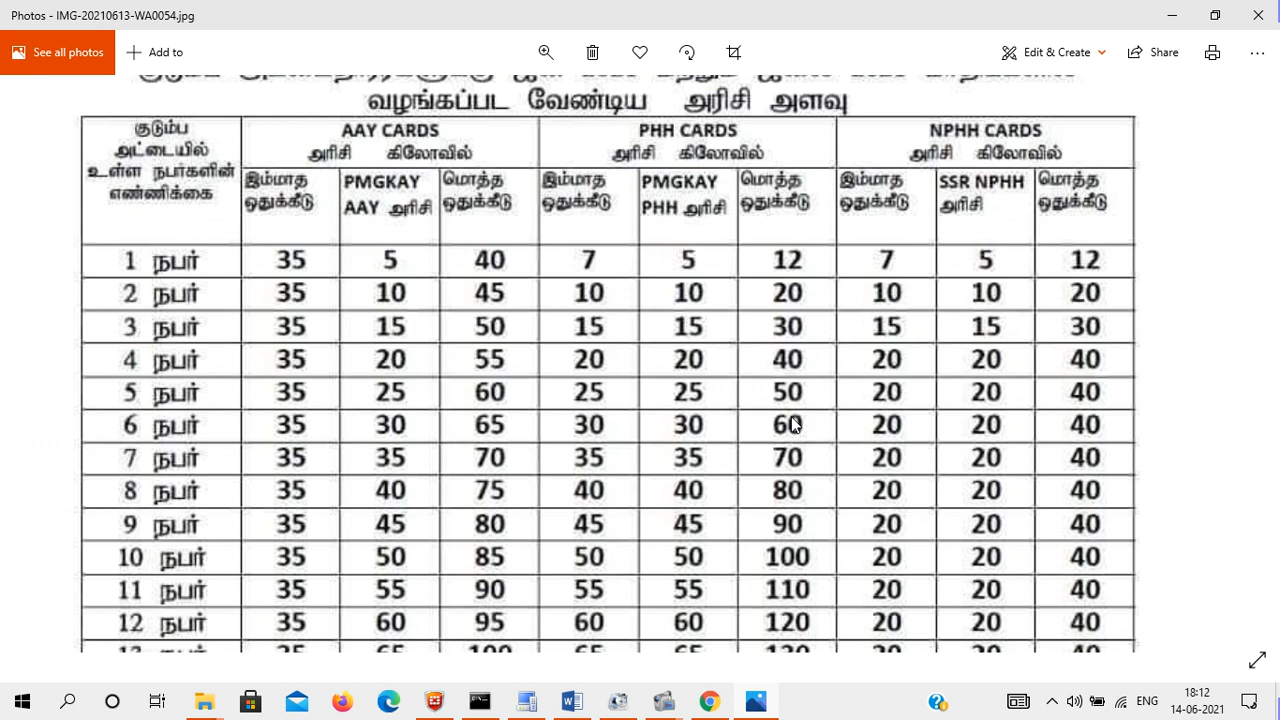 Photos - IMG-20210613-WA0054.jpg
See all photos
Add to
Edit & Create
Share
வழங்கப்பட வேண்டிய அரிசி அளவு
குடும்ப அட்டையில் உள்ள நபர்களின் எண்ணிக்கை
AAY CARDS அரிசி கிலோவில்
PHH CARDS அரிசி கிலோவில்
NPHH CARDS அரிசி கிலோவில்
இம்மாத ஒதுக்கீடு
PMGKAY AAY அரிசி
மொத்த ஒதுக்கீடு
இம்மாத ஒதுக்கீடு
PMGKAY PHH அரிசி
மொத்த ஒதுக்கீடு
இம்மாத ஒதுக்கீடு
SSR NPHH அரிசி
மொத்த ஒதுக்கீடு
1 நபர் 35 5 40 7 5 12 7 5 12
2 நபர் 35 10 45 10 10 20 10 10 20
3 நபர் 35 15 50 15 15 30 15 15 30
4 நபர் 35 20 55 20 20 40 20 20 40
5 நபர் 35 25 60 25 25 50 20 20 40
6 நபர் 35 30 65 30 30 60 20 20 40
7 நபர் 35 35 70 35 35 70 20 20 40
8 நபர் 35 40 75 40 40 80 20 20 40
9 நபர் 35 45 80 45 45 90 20 20 40
10 நபர் 35 50 85 50 50 100 20 20 40
11 நபர் 35 55 90 55 55 110 20 20 40
12 நபர் 35 60 95 60 60 120 20 20 40
ENG
8:12
14-06-2021